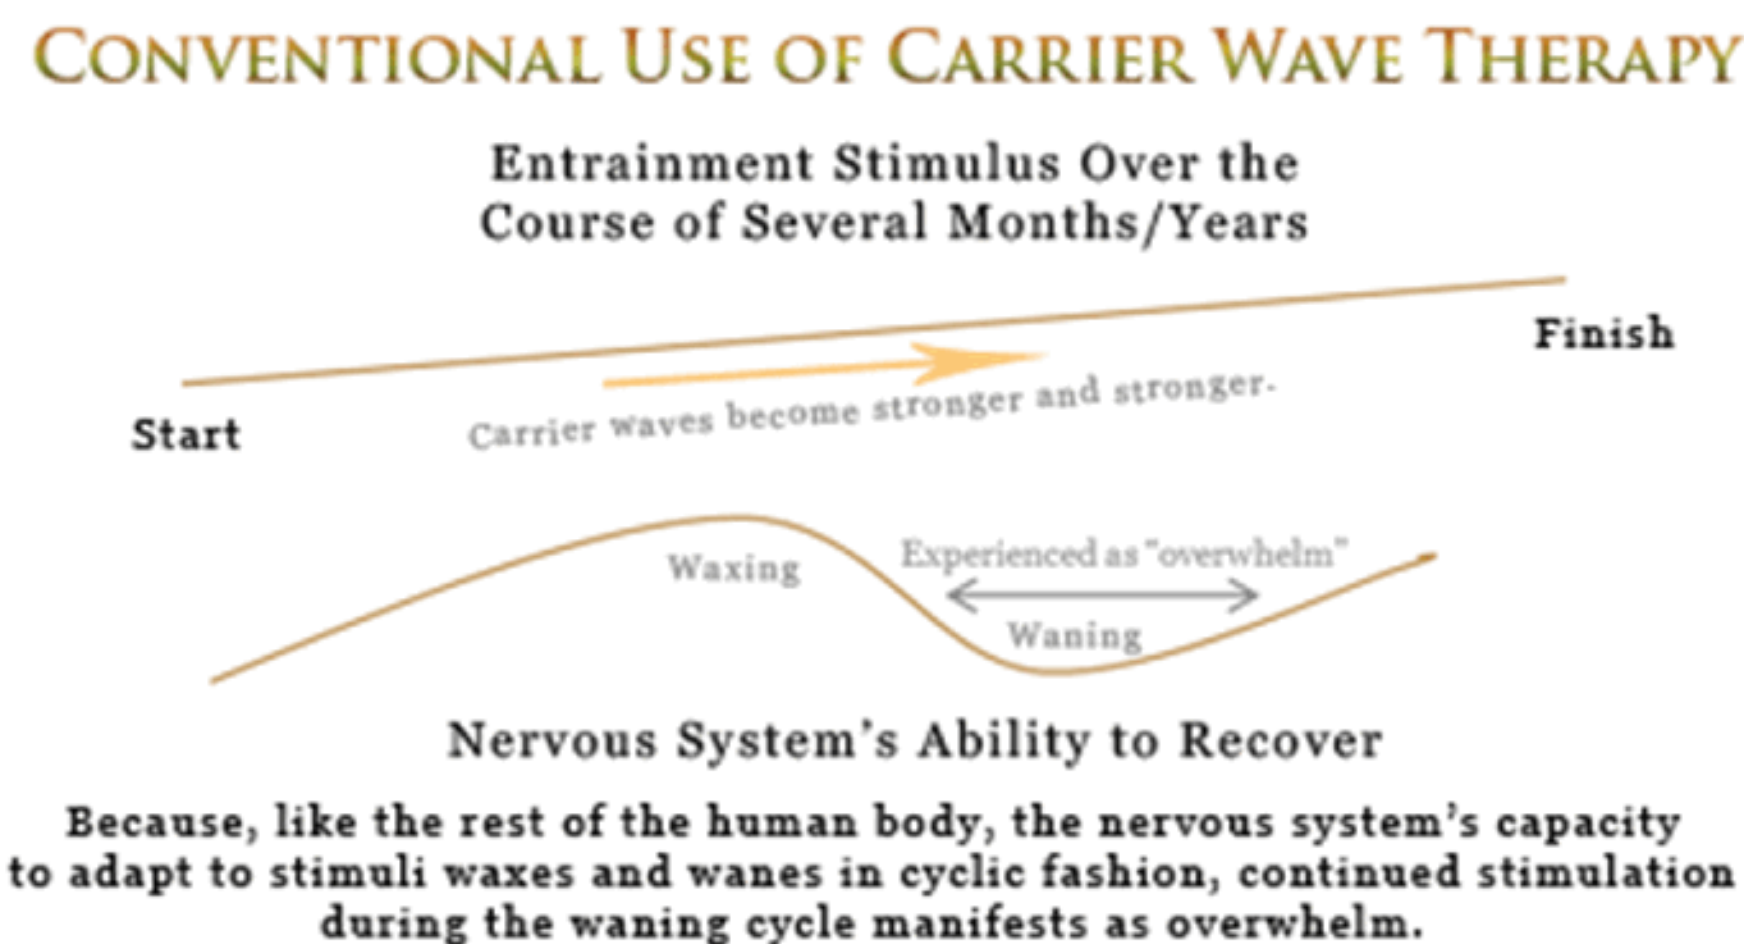 CONVENTIONAL USE OF CARRIER WAVE THERAPY
Entrainment Stimulus Over the
Course of Several Months/Years
Finish
Start
Carrier waves become stronger and stronger.
Waxing
Experienced as "overwhelm"
Waning
Nervous System's Ability to Recover
Because, like the rest of the human body, the nervous system's capacity
to adapt to stimuli waxes and wanes in cyclic fashion, continued stimulation
during the waning cycle manifests as overwhelm.